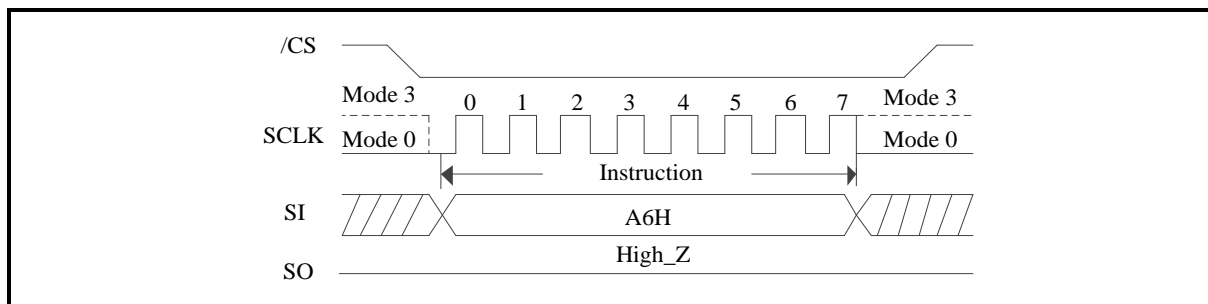 /CS
Mode 3 0 1 2 3 4 5 6 7 Mode 3
SCLK Mode 0 Mode 0
Instruction
SI A6H
High_Z
SO